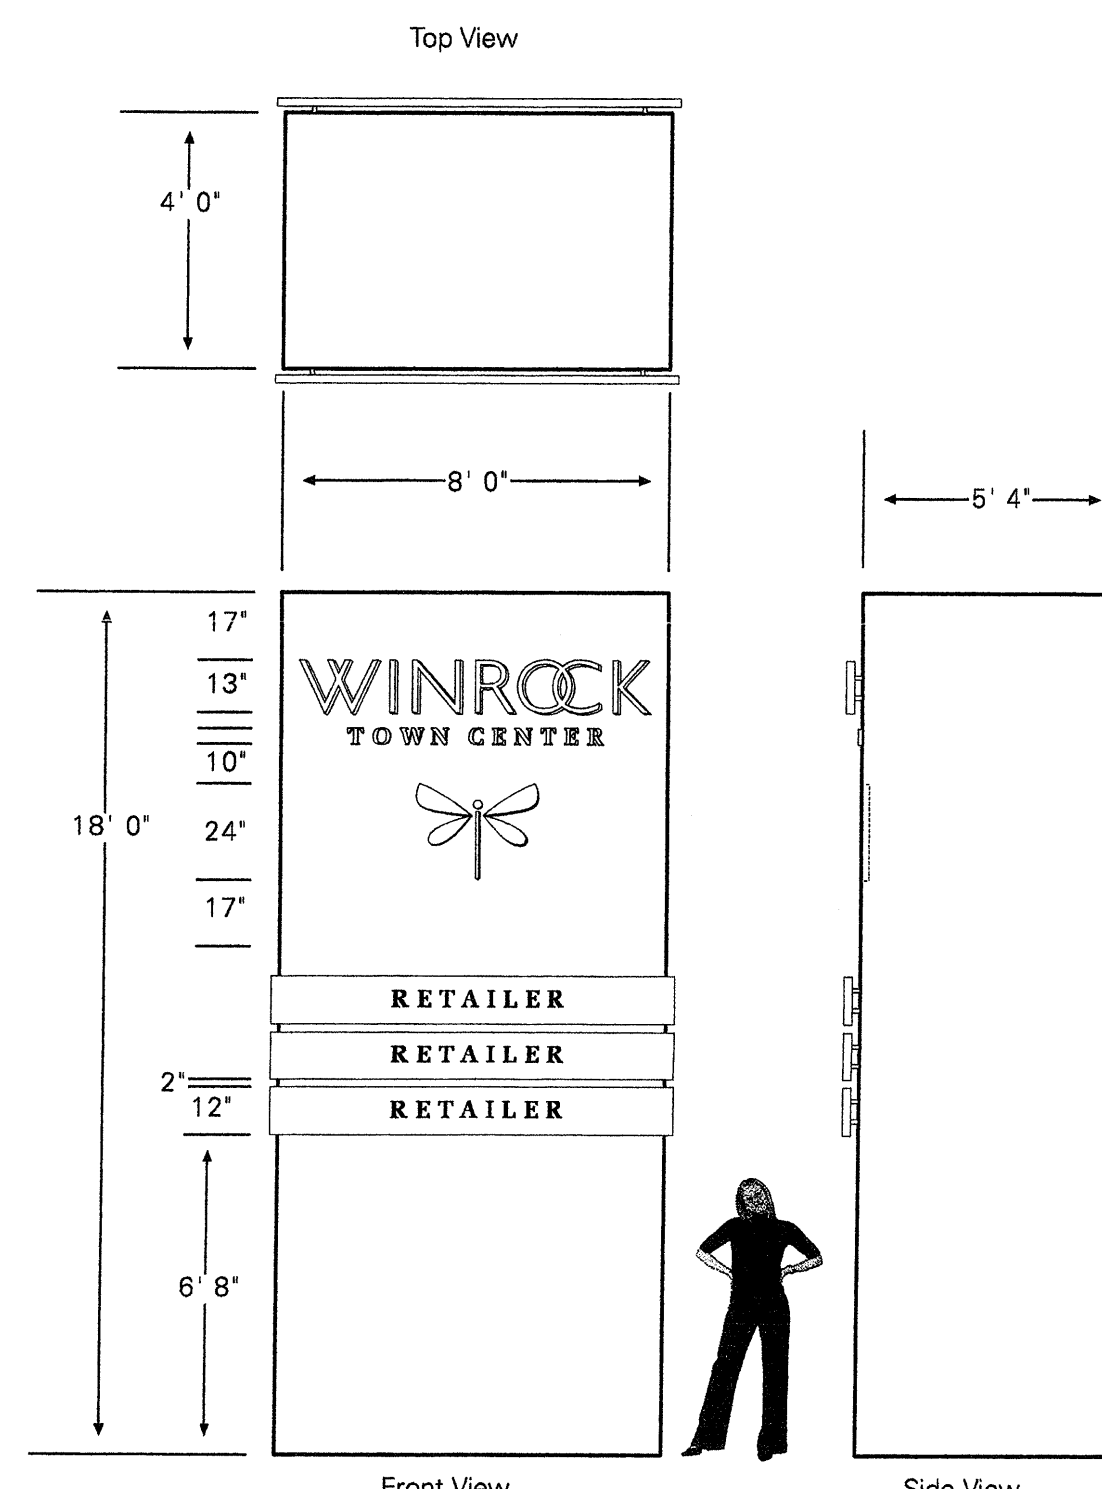 Top View
4' 0"
8' 0"
5' 4"
17"
13"
10"
24"
17"
18' 0"
WINROCK
TOWN CENTER
RETAILER
RETAILER
RETAILER
2"
12"
6' 8"
Front View
Side View